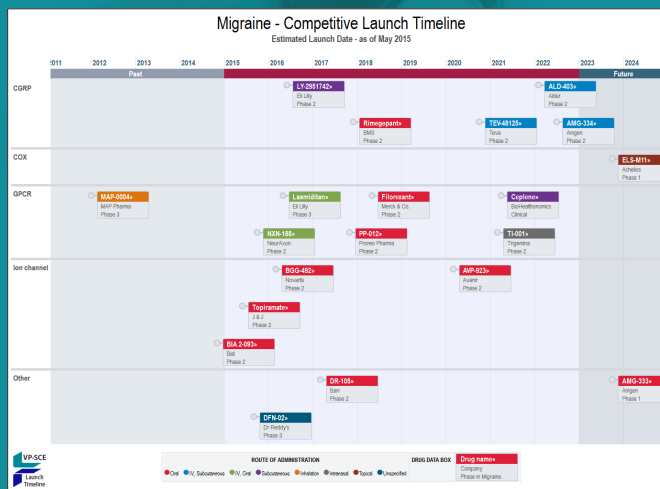 Migraine - Competitive Launch Timeline
Estimated Launch Date - as of May 2015
2011 2012 2013 2014 2015 2016 2017 2018 2019 2020 2021 2022 2023 2024
Past
Future
CGRP
LY-2951742»
Eli Lilly
Phase 2
ALD-403»
Alder
Phase 2
Rimegepant»
BMS
Phase 2
TEV-48125»
Teva
Phase 2
AMG-334»
Amgen
Phase 2
COX
ELS-M11»
Achelios
Phase 1
GPCR
MAP-0004»
MAP Pharma
Phase 3
Lasmiditan»
Eli Lilly
Phase 3
Filorexant»
Merck & Co.
Phase 2
Ceplene»
BioHealthonomics
Clinical
NXN-188»
NeurAxon
Phase 2
PP-012»
Proneo Pharma
Phase 2
TI-001»
Trigemina
Phase 2
Ion channel
BGG-492»
Novartis
Phase 2
AVP-923»
Avanir
Phase 2
Topiramate»
J & J
Phase 2
BIA 2-093»
Bial
Phase 2
Other
DR-105»
Barr
Phase 2
AMG-333»
Amgen
Phase 1
DFN-02»
Dr Reddy's
Phase 3
VP-SCE
Launch
Timeline
ROUTE OF ADMINISTRATION
Oral IV, Subcutaneous IV, Oral Subcutaneous Inhalation Intranasal Topical Unspecified
DRUG DATA BOX
Drug name»
Company
Phase in Migraine